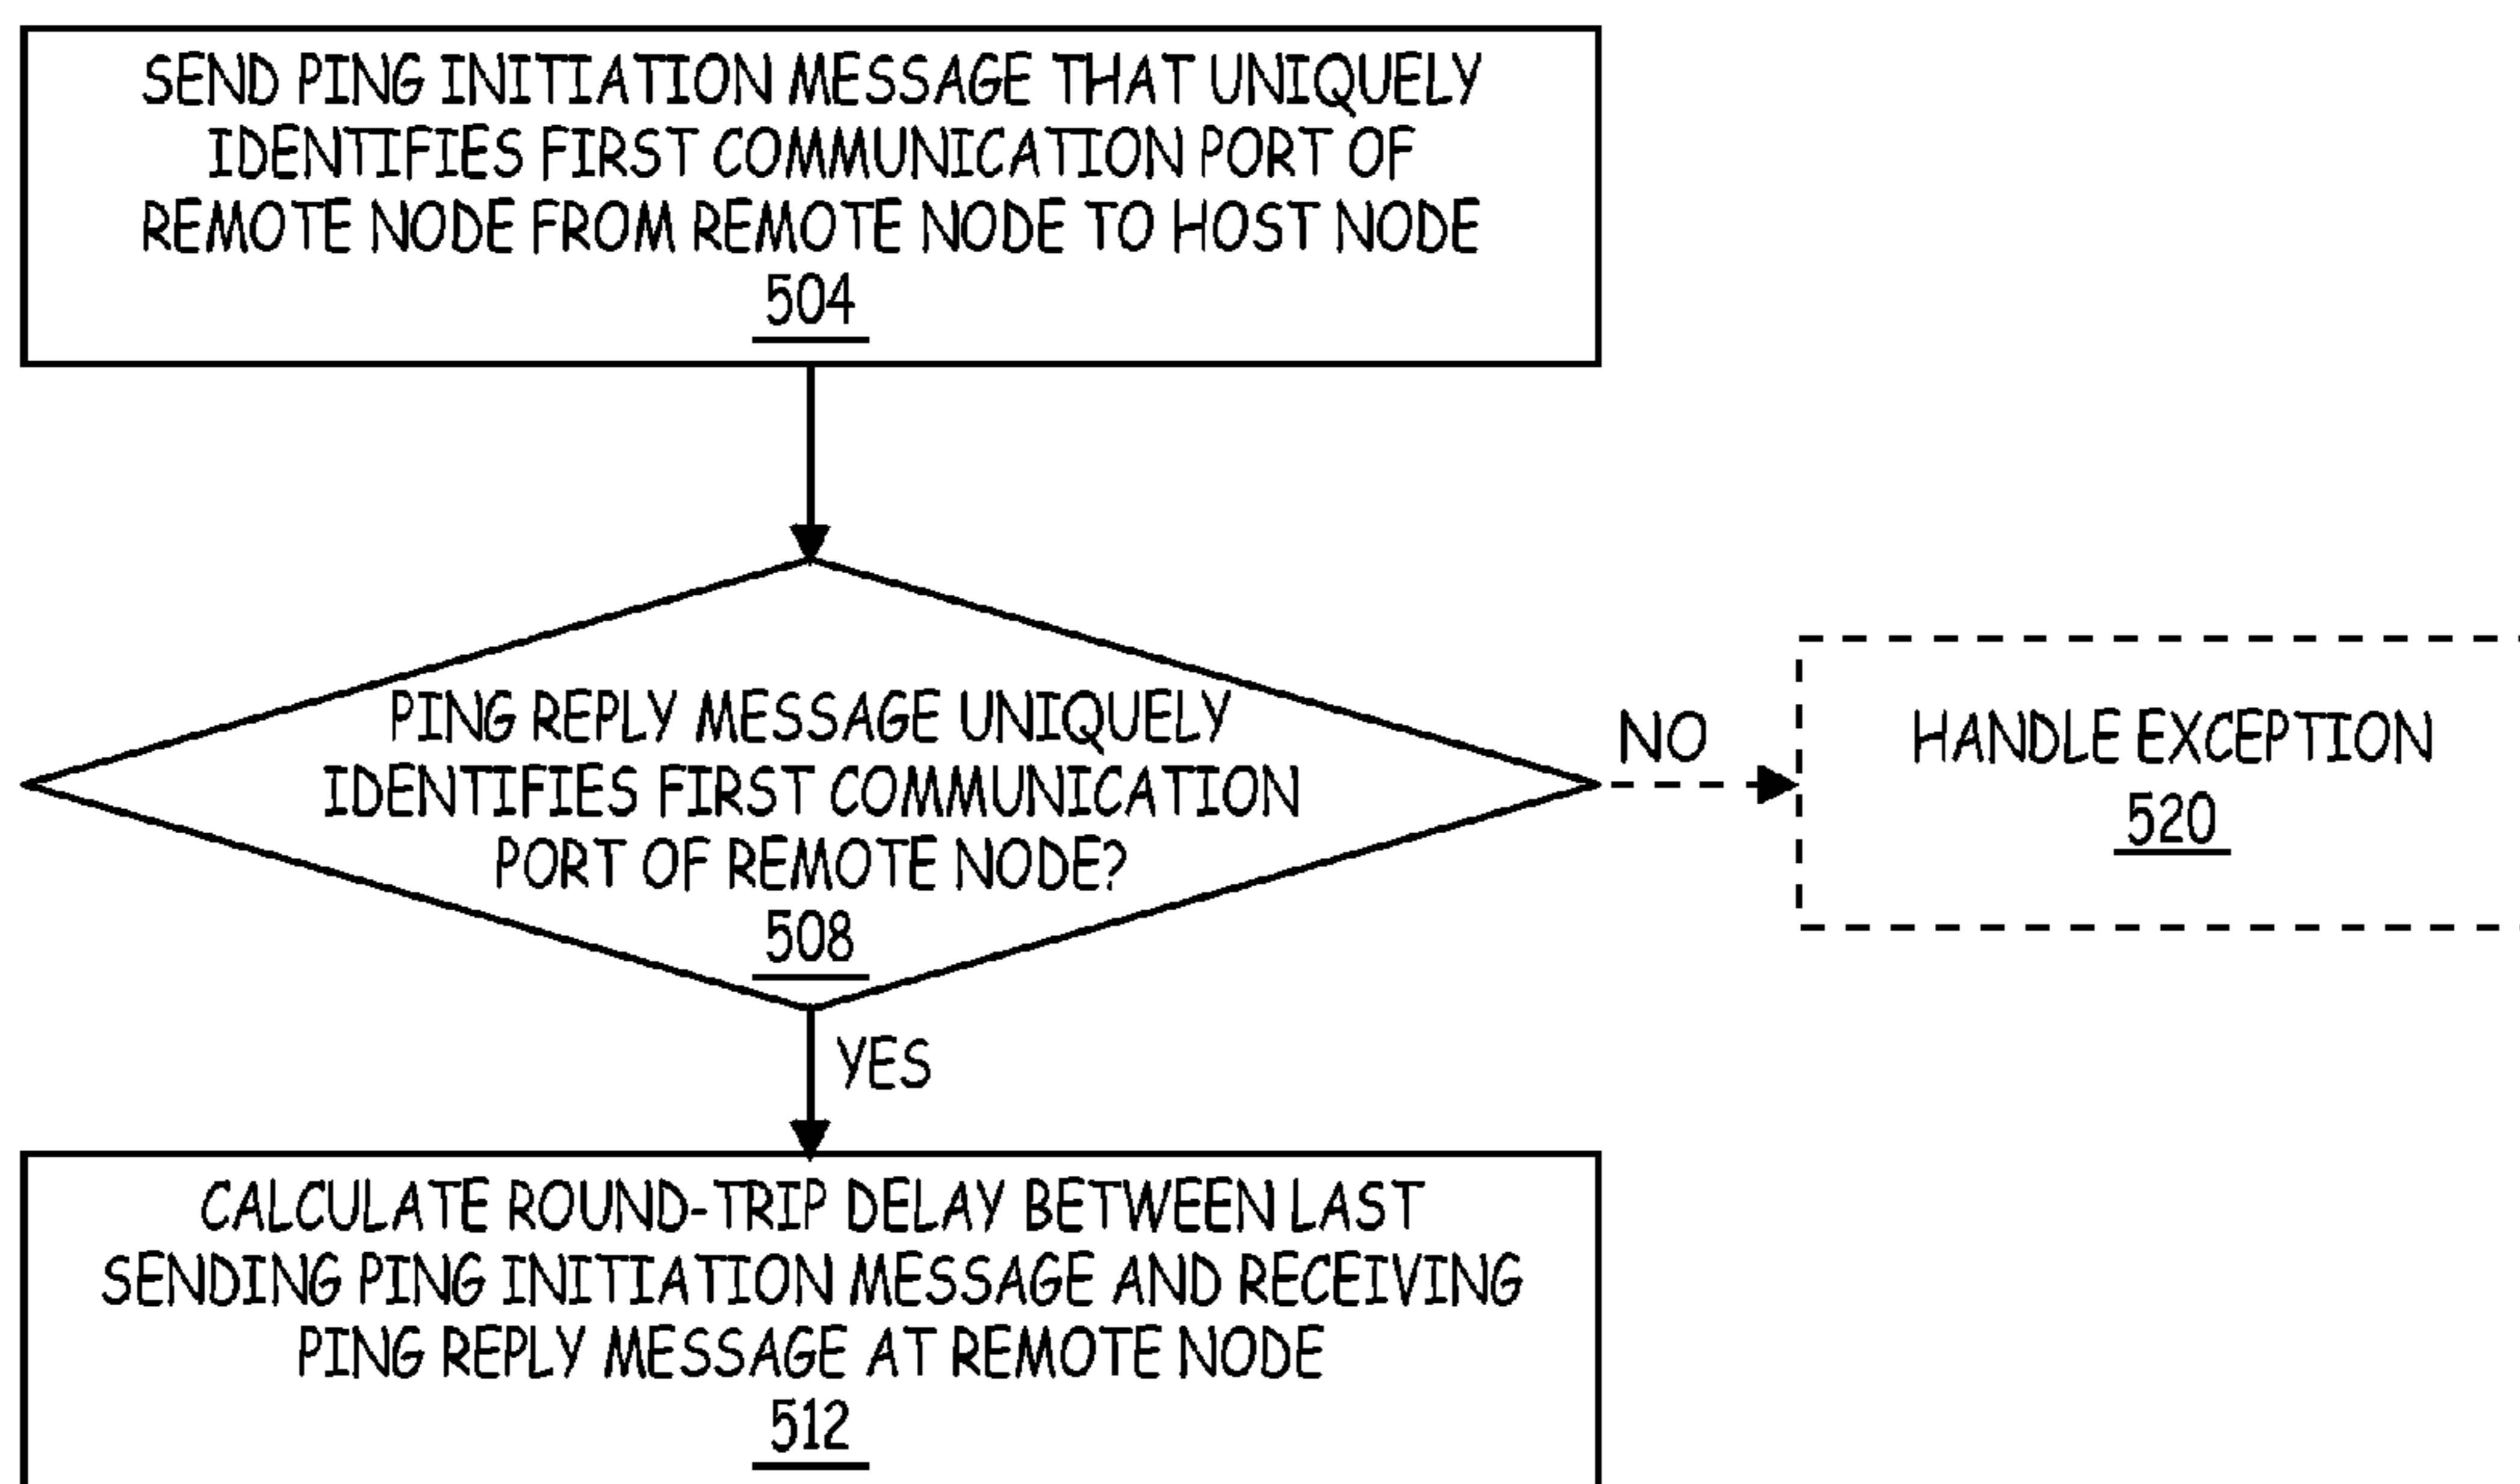 SEND PING INITIATION MESSAGE THAT UNIQUELY
IDENTIFIES FIRST COMMUNICATION PORT OF
REMOTE NODE FROM REMOTE NODE TO HOST NODE
504
PING REPLY MESSAGE UNIQUELY
IDENTIFIES FIRST COMMUNICATION
PORT OF REMOTE NODE?
508
NO
HANDLE EXCEPTION
520
YES
CALCULATE ROUND-TRIP DELAY BETWEEN LAST
SENDING PING INITIATION MESSAGE AND RECEIVING
PING REPLY MESSAGE AT REMOTE NODE
512